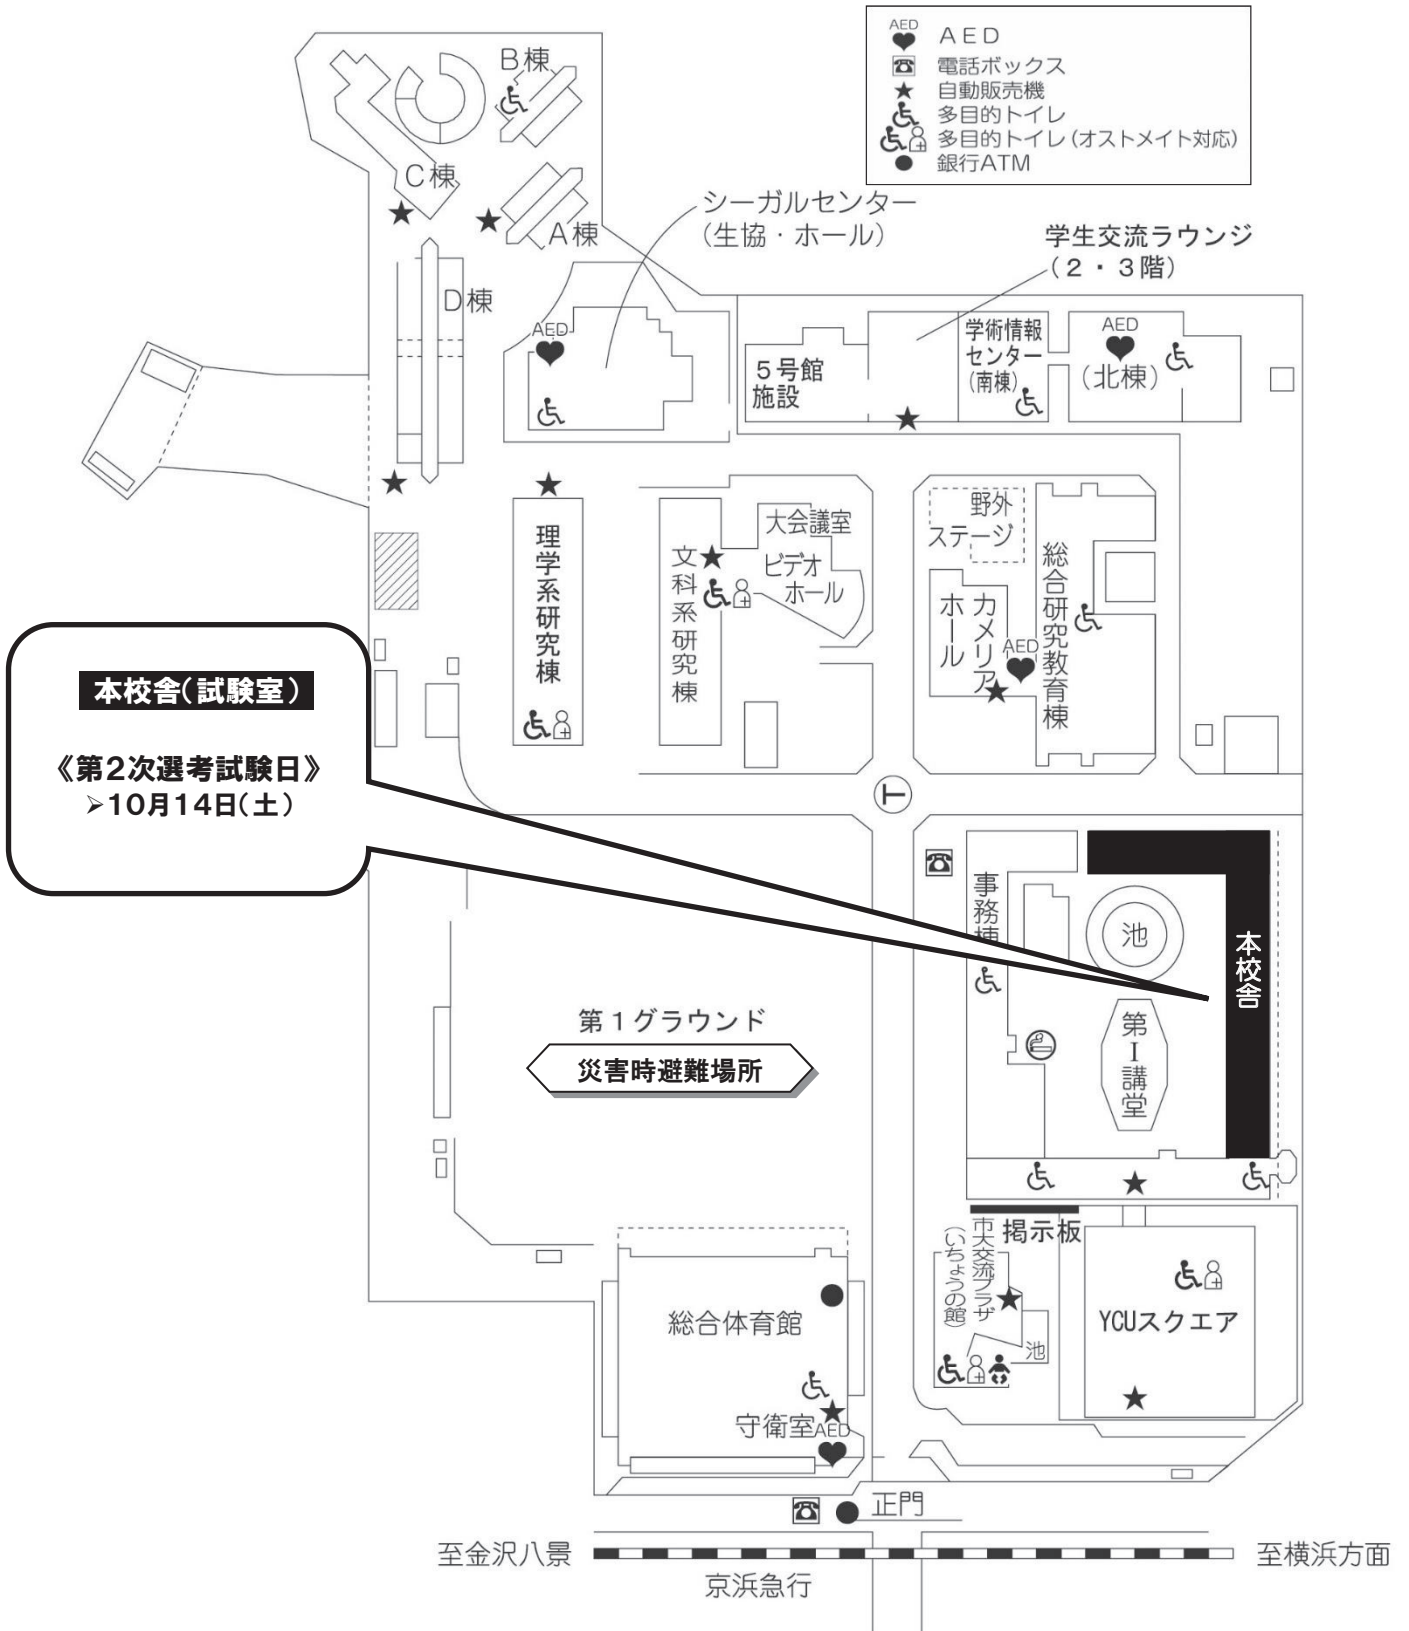 AED
AED
電話ボックス
自動販売機
多目的トイレ
多目的トイレ(オストメイト対応)
銀行ATM
B棟
C棟
A棟
シーガルセンター
(生協・ホール)
学生交流ラウンジ
(2・3階)
D棟
AED
5号館
施設
学術情報
センター
(南棟)
AED
(北棟)
理学系研究棟
文科系研究棟
大会議室
ビデオ
ホール
野外
ステージ
カメリア
ホール
AED
総合研究教育棟
本校舎(試験室)
《第2次選考試験日》
➢10月14日(土)
T
事務棟
池
本校舎
第I講堂
第1グラウンド
災害時避難場所
掲示板
市大交流プラザ
(いちょうの館)
池
YCUスクエア
総合体育館
守衛室
AED
正門
至金沢八景
京浜急行
至横浜方面